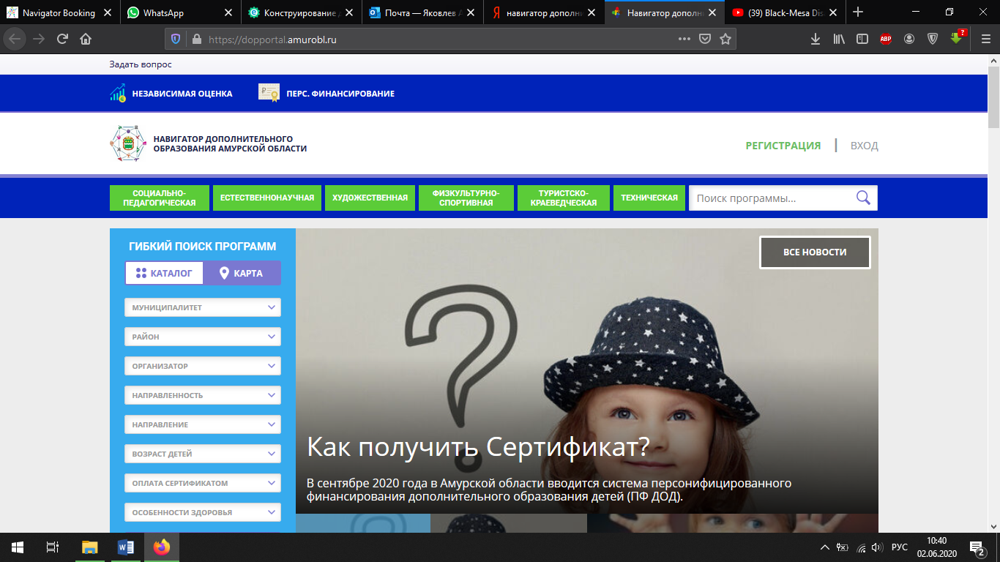 Navigator Booking
WhatsApp
Конструирование
Почта — Яковлев А
навигатор дополни
Навигатор дополн
(39) Black-Mesa Dis
https://dopportal.amurobl.ru
ABP
?
Задать вопрос
НЕЗАВИСИМАЯ ОЦЕНКА
ПЕРС. ФИНАНСИРОВАНИЕ
НАВИГАТОР ДОПОЛНИТЕЛЬНОГО
ОБРАЗОВАНИЯ АМУРСКОЙ ОБЛАСТИ
РЕГИСТРАЦИЯ | ВХОД
СОЦИАЛЬНО-
ПЕДАГОГИЧЕСКАЯ
ЕСТЕСТВЕННОНАУЧНАЯ
ХУДОЖЕСТВЕННАЯ
ФИЗКУЛЬТУРНО-
СПОРТИВНАЯ
ТУРИСТСКО-
КРАЕВЕДЧЕСКАЯ
ТЕХНИЧЕСКАЯ
Поиск программы...
ГИБКИЙ ПОИСК ПРОГРАММ
КАТАЛОГ
КАРТА
МУНИЦИПАЛИТЕТ
РАЙОН
ОРГАНИЗАТОР
НАПРАВЛЕННОСТЬ
НАПРАВЛЕНИЕ
ВОЗРАСТ ДЕТЕЙ
ОПЛАТА СЕРТИФИКАТОМ
ОСОБЕННОСТИ ЗДОРОВЬЯ
ВСЕ НОВОСТИ
?
Как получить Сертификат?
В сентябре 2020 года в Амурской области вводится система персонифицированного
финансирования дополнительного образования детей (ПФ ДОД).
РУС
10:40
02.06.2020
2